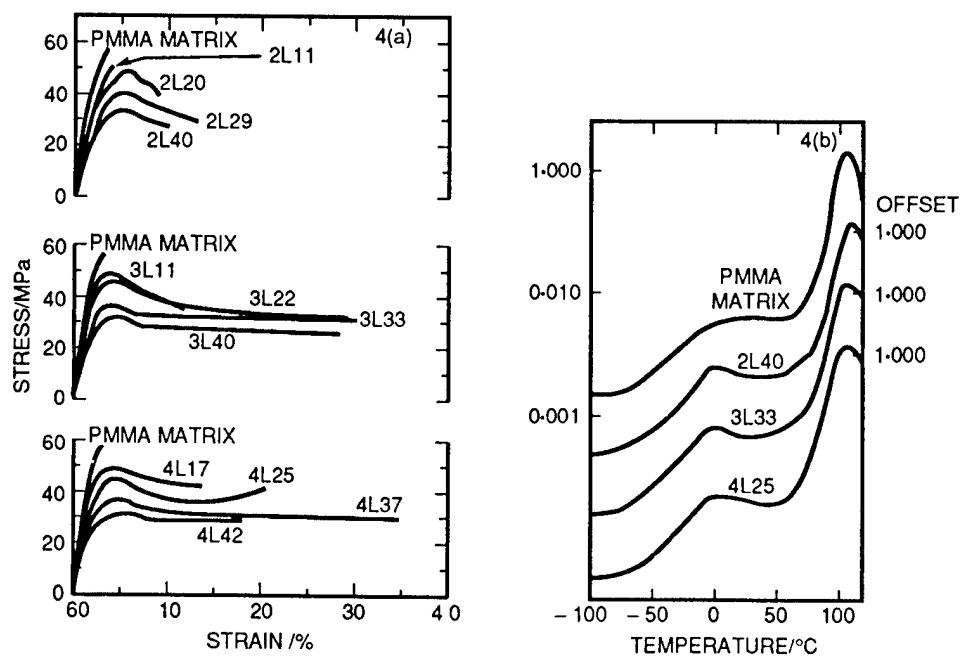 4(a)
PMMA MATRIX
2L11
2L20
2L29
2L40
60
40
20
0
PMMA MATRIX
3L11
3L22
3L33
3L40
60
40
20
0
PMMA MATRIX
4L17
4L25
4L37
4L42
60
40
20
0
60 10 20 30 4 0
STRESS/MPa
STRAIN /%
4(b)
1·000
0·010
0·001
PMMA
MATRIX
2L40
3L33
4L25
OFFSET
1·000
1·000
1·000
-100 -50 0 50 100
TEMPERATURE/°C